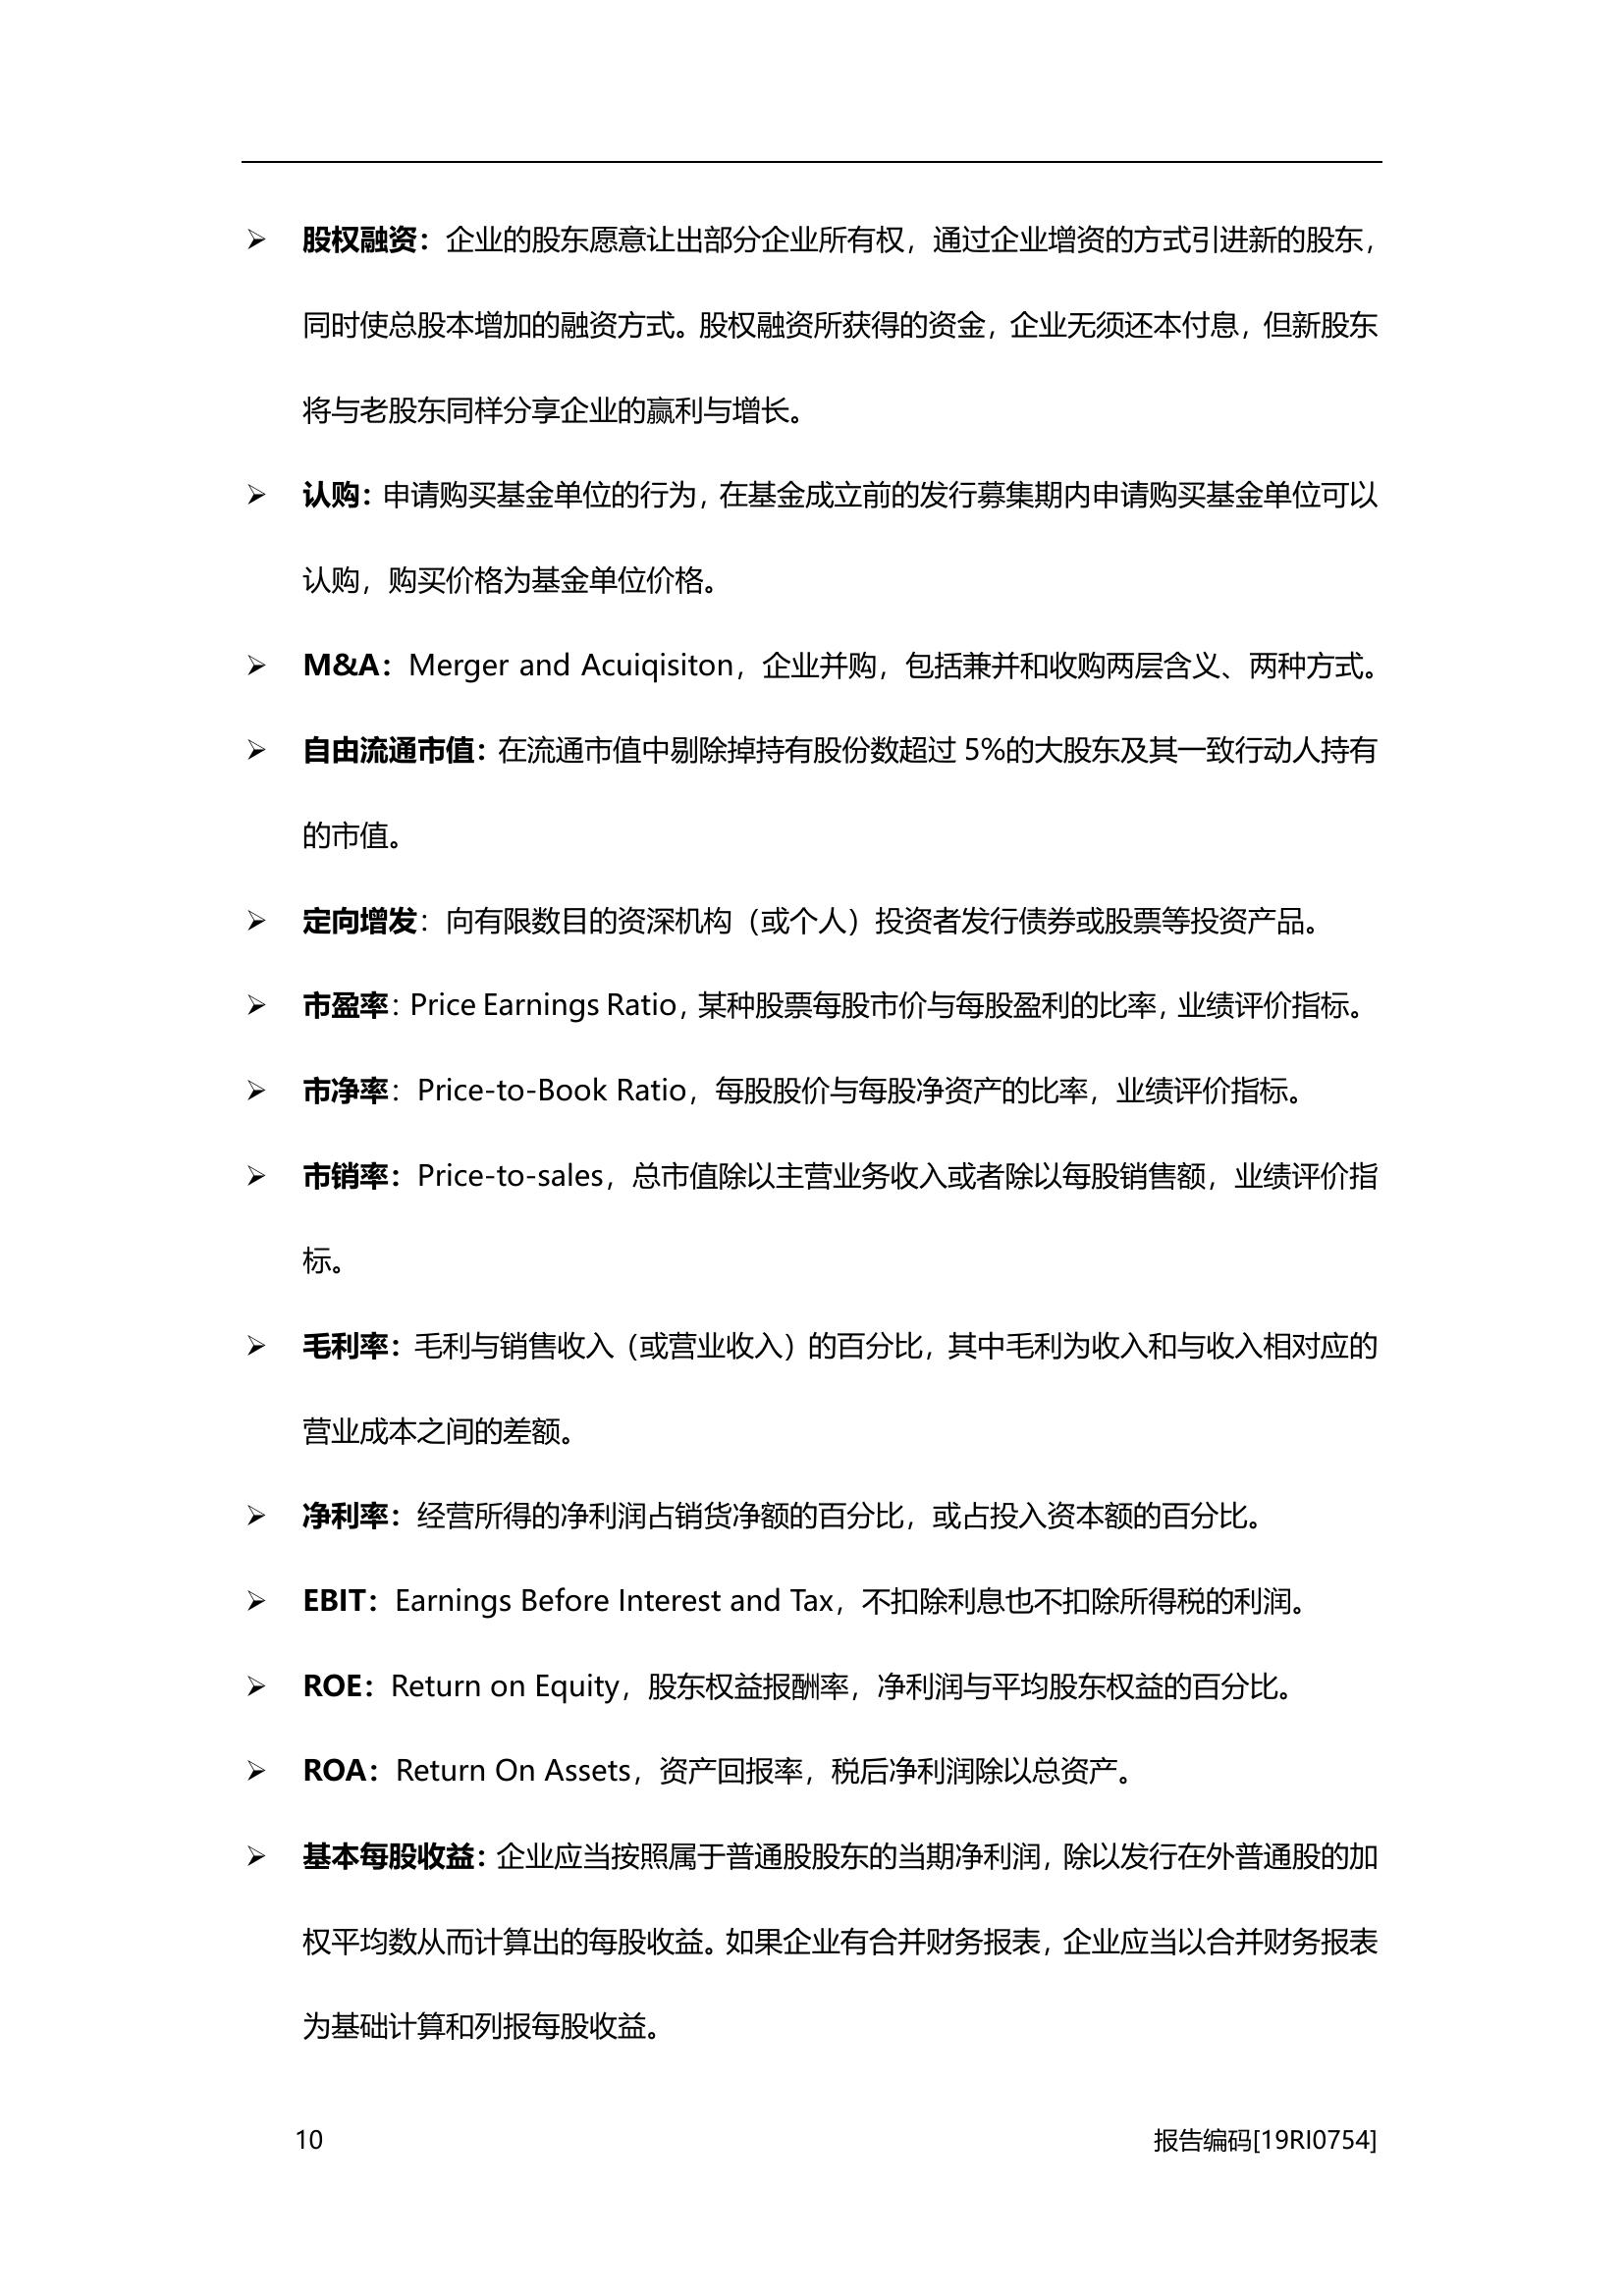 ➢ 股权融资：企业的股东愿意让出部分企业所有权，通过企业增资的方式引进新的股东，
同时使总股本增加的融资方式。股权融资所获得的资金，企业无须还本付息，但新股东
将与老股东同样分享企业的赢利与增长。
➢ 认购：申请购买基金单位的行为，在基金成立前的发行募集期内申请购买基金单位可以
认购，购买价格为基金单位价格。
➢ M&A：Merger and Acuiqisiton，企业并购，包括兼并和收购两层含义、两种方式。
➢ 自由流通市值：在流通市值中剔除掉持有股份数超过 5%的大股东及其一致行动人持有
的市值。
➢ 定向增发：向有限数目的资深机构（或个人）投资者发行债券或股票等投资产品。
➢ 市盈率：Price Earnings Ratio，某种股票每股市价与每股盈利的比率，业绩评价指标。
➢ 市净率：Price-to-Book Ratio，每股股价与每股净资产的比率，业绩评价指标。
➢ 市销率：Price-to-sales，总市值除以主营业务收入或者除以每股销售额，业绩评价指
标。
➢ 毛利率：毛利与销售收入（或营业收入）的百分比，其中毛利为收入和与收入相对应的
营业成本之间的差额。
➢ 净利率：经营所得的净利润占销货净额的百分比，或占投入资本额的百分比。
➢ EBIT：Earnings Before Interest and Tax，不扣除利息也不扣除所得税的利润。
➢ ROE：Return on Equity，股东权益报酬率，净利润与平均股东权益的百分比。
➢ ROA：Return On Assets，资产回报率，税后净利润除以总资产。
➢ 基本每股收益：企业应当按照属于普通股股东的当期净利润，除以发行在外普通股的加
权平均数从而计算出的每股收益。如果企业有合并财务报表，企业应当以合并财务报表
为基础计算和列报每股收益。
10 报告编码[19RI0754]